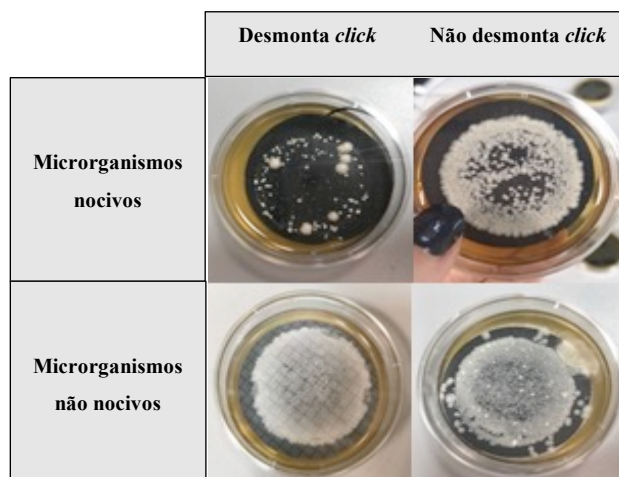 Desmonta click
Não desmonta click
Microrganismos
nocivos
Microrganismos
não nocivos